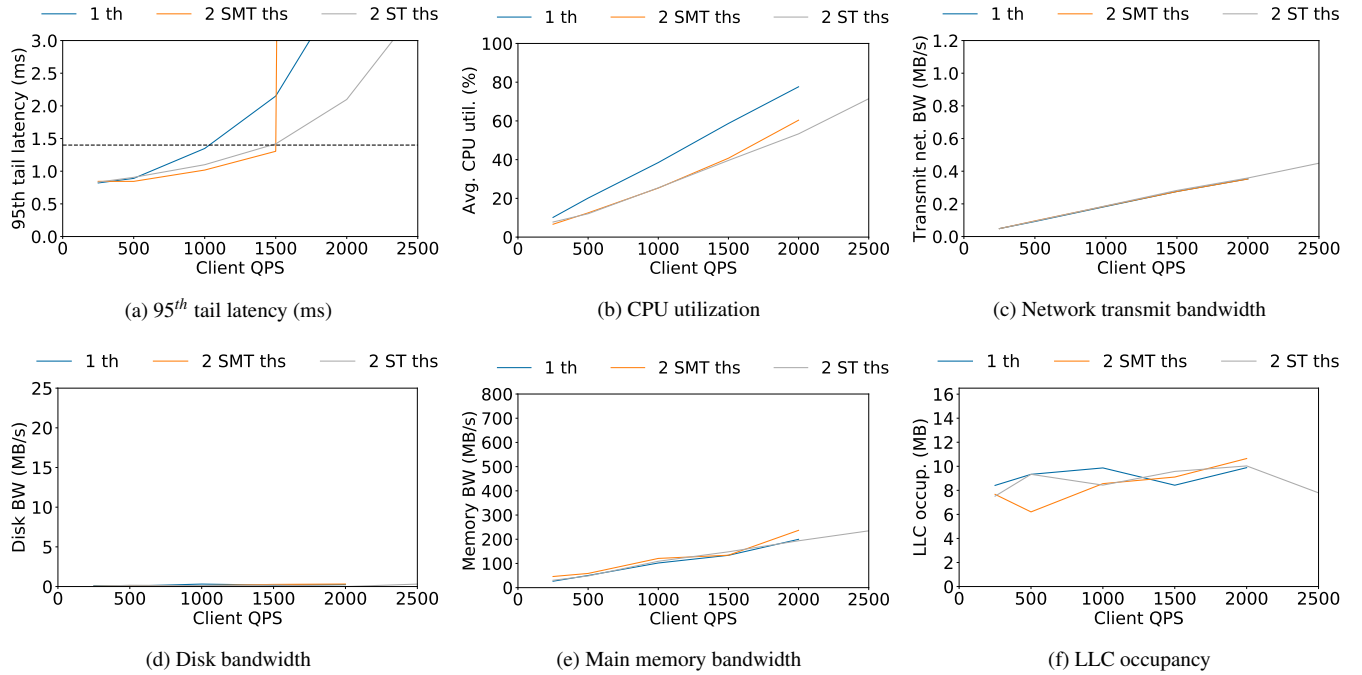 1 th 2 SMT ths 2 ST ths
95th tail latency (ms)
3.0
2.5
2.0
1.5
1.0
0.5
0.0
0 500 1000 1500 2000 2500
Client QPS
(a) 95th tail latency (ms)
1 th 2 SMT ths 2 ST ths
Avg. CPU util. (%)
100
80
60
40
20
0
0 500 1000 1500 2000 2500
Client QPS
(b) CPU utilization
1 th 2 SMT ths 2 ST ths
Transmit net. BW (MB/s)
1.2
1.0
0.8
0.6
0.4
0.2
0.0
0 500 1000 1500 2000 2500
Client QPS
(c) Network transmit bandwidth
1 th 2 SMT ths 2 ST ths
Disk BW (MB/s)
25
20
15
10
5
0
0 500 1000 1500 2000 2500
Client QPS
(d) Disk bandwidth
1 th 2 SMT ths 2 ST ths
Memory BW (MB/s)
800
700
600
500
400
300
200
100
0
0 500 1000 1500 2000 2500
Client QPS
(e) Main memory bandwidth
1 th 2 SMT ths 2 ST ths
LLC occup. (MB)
16
14
12
10
8
6
4
2
0
0 500 1000 1500 2000 2500
Client QPS
(f) LLC occupancy